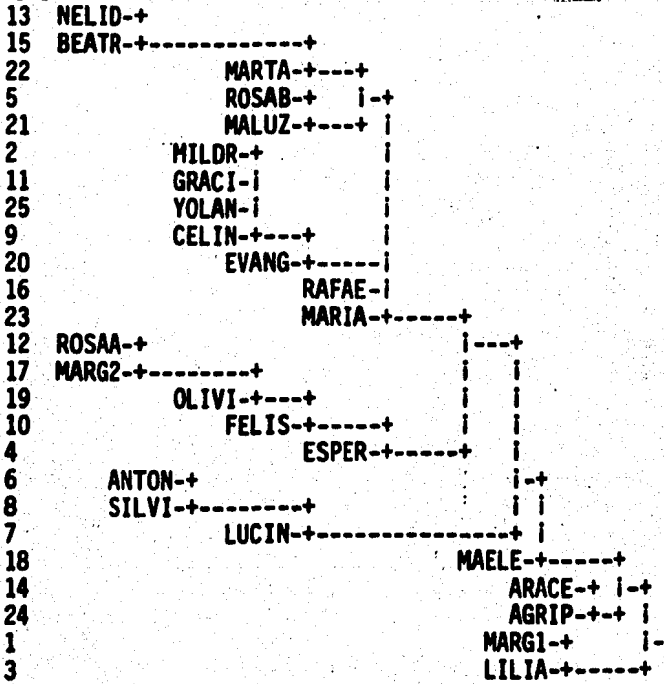 13 NELID-+
15 BEATR-+------------+
22 MARTA-+---+
5 ROSAB-+ i-+
21 MALUZ-+---+ i
2 MILDR-+ i
11 GRACI-i i
25 YOLAN-i i
9 CELIN-+---+ i
20 EVANG-+-----i
16 RAFAE-i
23 MARIA-+------+
12 ROSAA-+ i---+
17 MARG2-+--------+ i i
19 OLIVI-+---+ i i
10 FELIS-+-----+ i i
4 ESPER-+-----+ i
6 ANTON-+ i-+
8 SILVI-+--------+ i i
7 LUCIN-+---------------+ i
18 MAELE-+-----+
14 ARACE-+ i-+
24 AGRIP-+-+ i
1 MARG1-+ i-
3 LILIA-+-----+